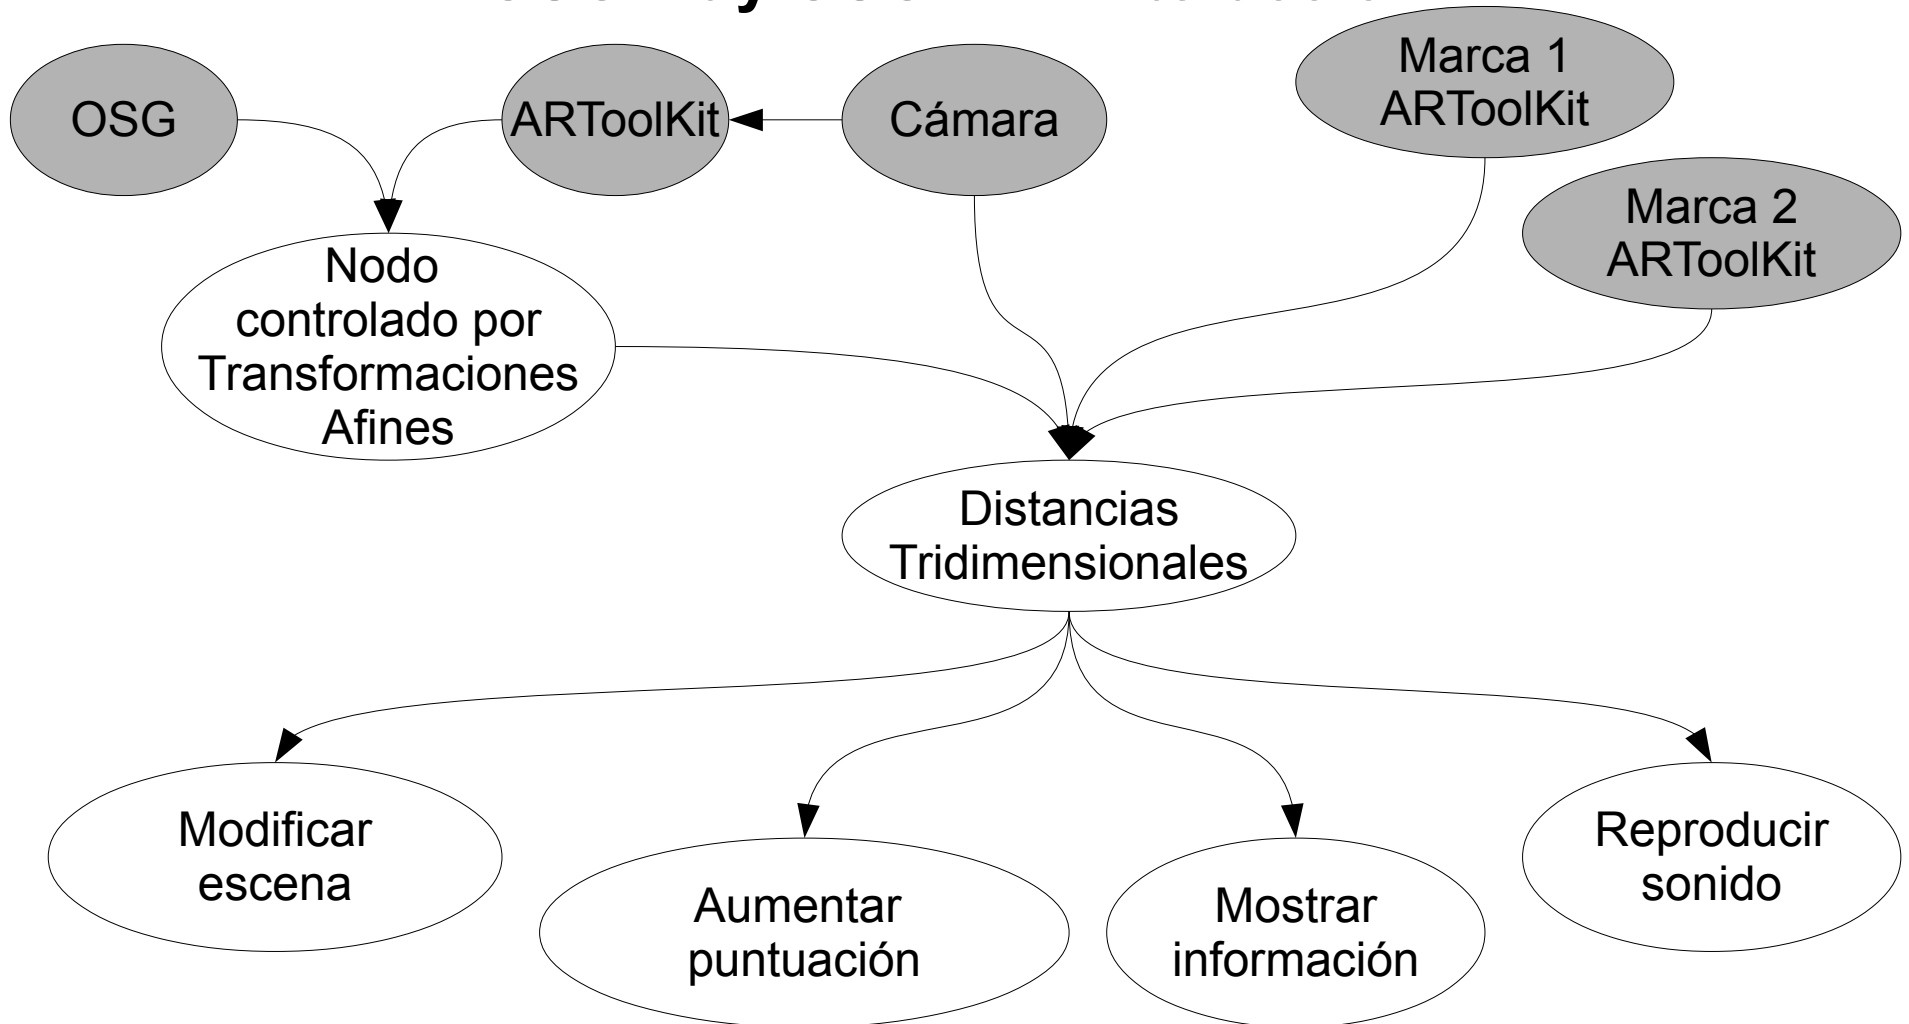 OSG
ARToolKit
Cámara
Marca 1
ARToolKit
Marca 2
ARToolKit
Nodo
controlado por
Transformaciones
Afines
Distancias
Tridimensionales
Modificar
escena
Aumentar
puntuación
Mostrar
información
Reproducir
sonido